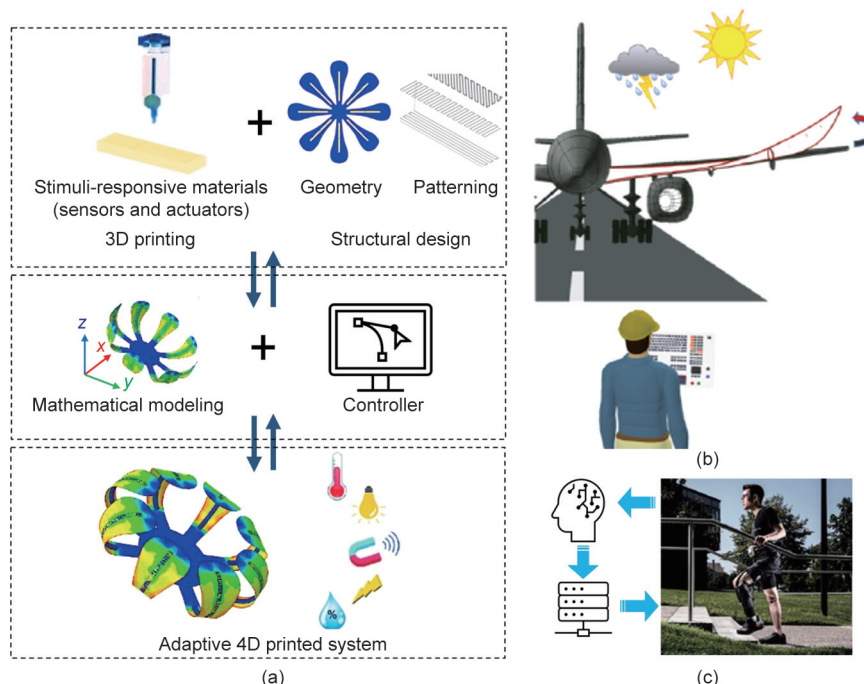 Stimuli-responsive materials
(sensors and actuators)
Geometry
Patterning
3D printing
Structural design
z
x
y
Mathematical modeling
Controller
%
Adaptive 4D printed system
(a)
(b)
(c)